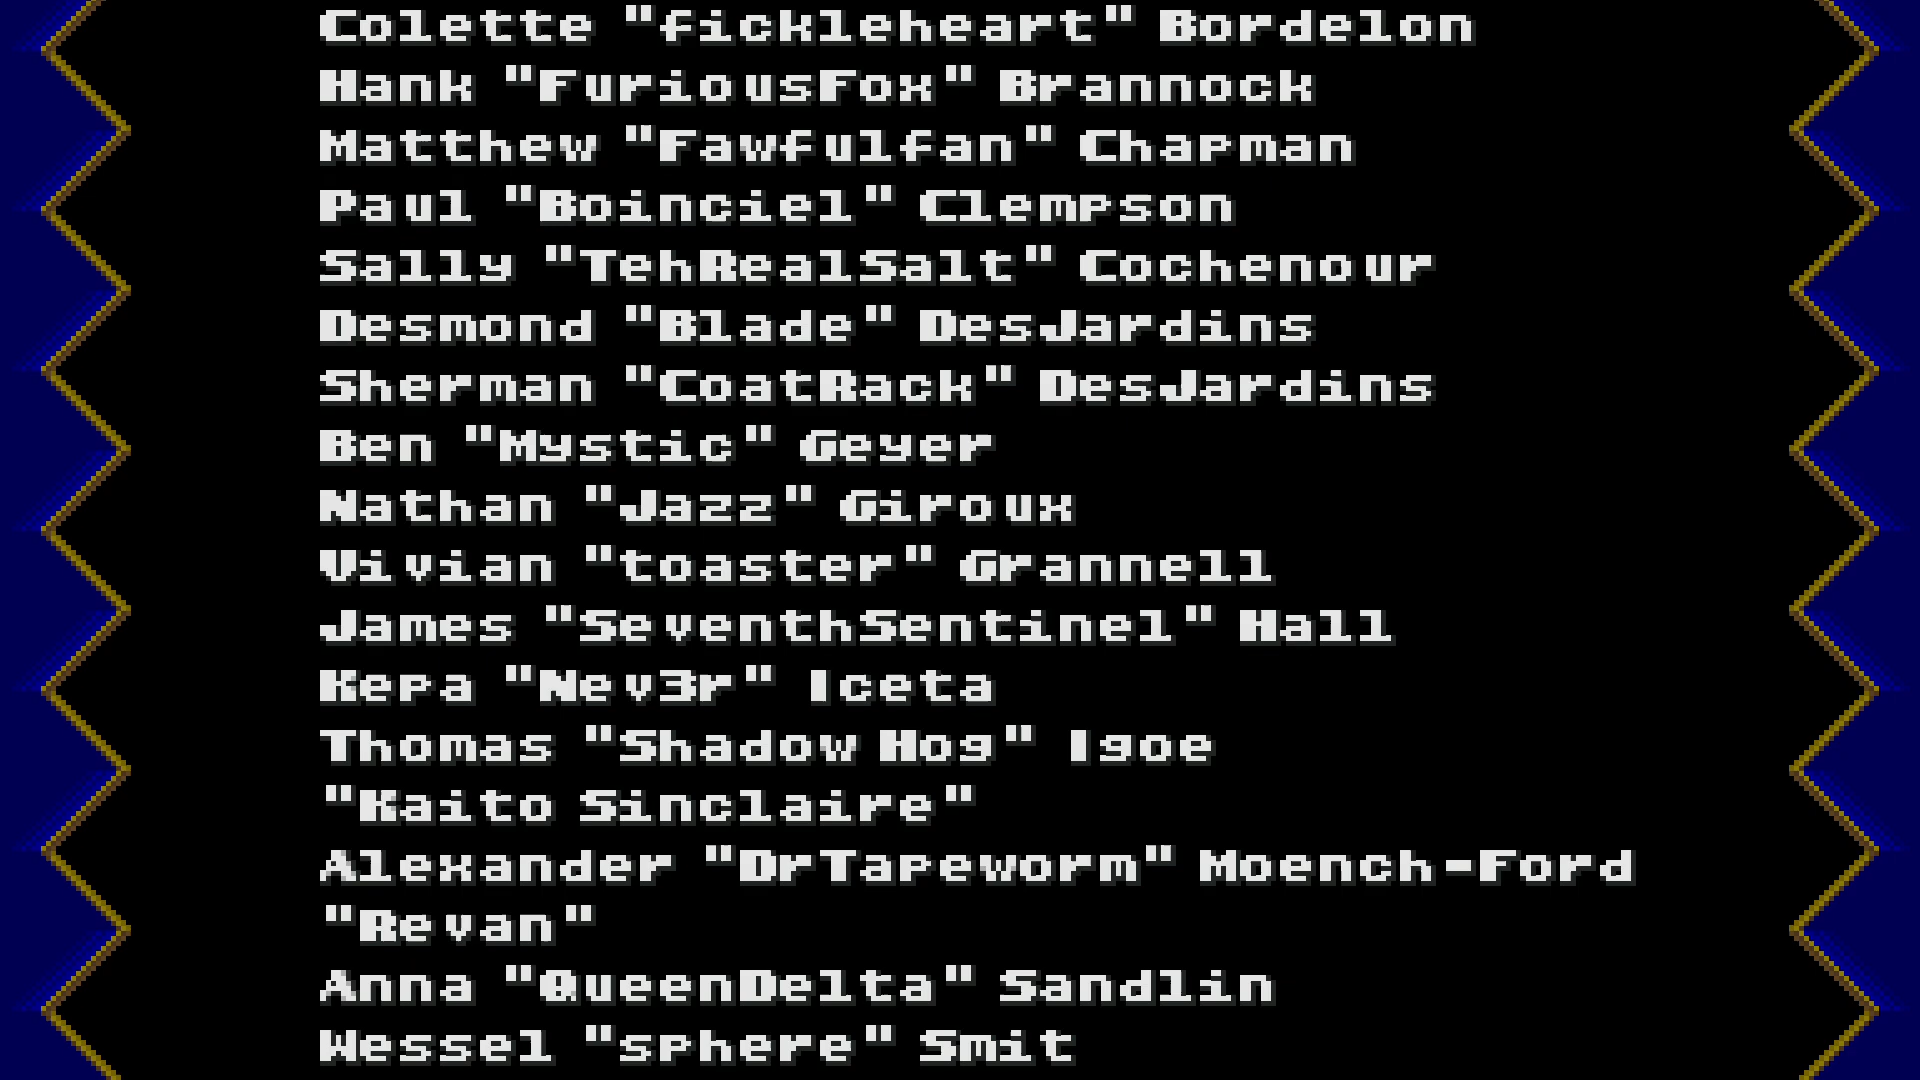 Colette "fickleheart" Bordelon
Hank "FuriousFox" Brannock
Matthew "Fawfulfan" Chapman
Paul "Boinciel" Clempson
Sally "TehRealSalt" Cochenour
Desmond "Blade" DesJardins
Sherman "CoatRack" DesJardins
Ben "Mystic" Geyer
Nathan "Jazz" Giroux
Vivian "toaster" Grannell
James "SeventhSentinel" Hall
Kepa "Nev3r" Iceta
Thomas "Shadow Hog" Igoe
"Kaito Sinclaire"
Alexander "DrTapeworm" Moench-Ford
"Revan"
Anna "QueenDelta" Sandlin
Wessel "sphere" Smit